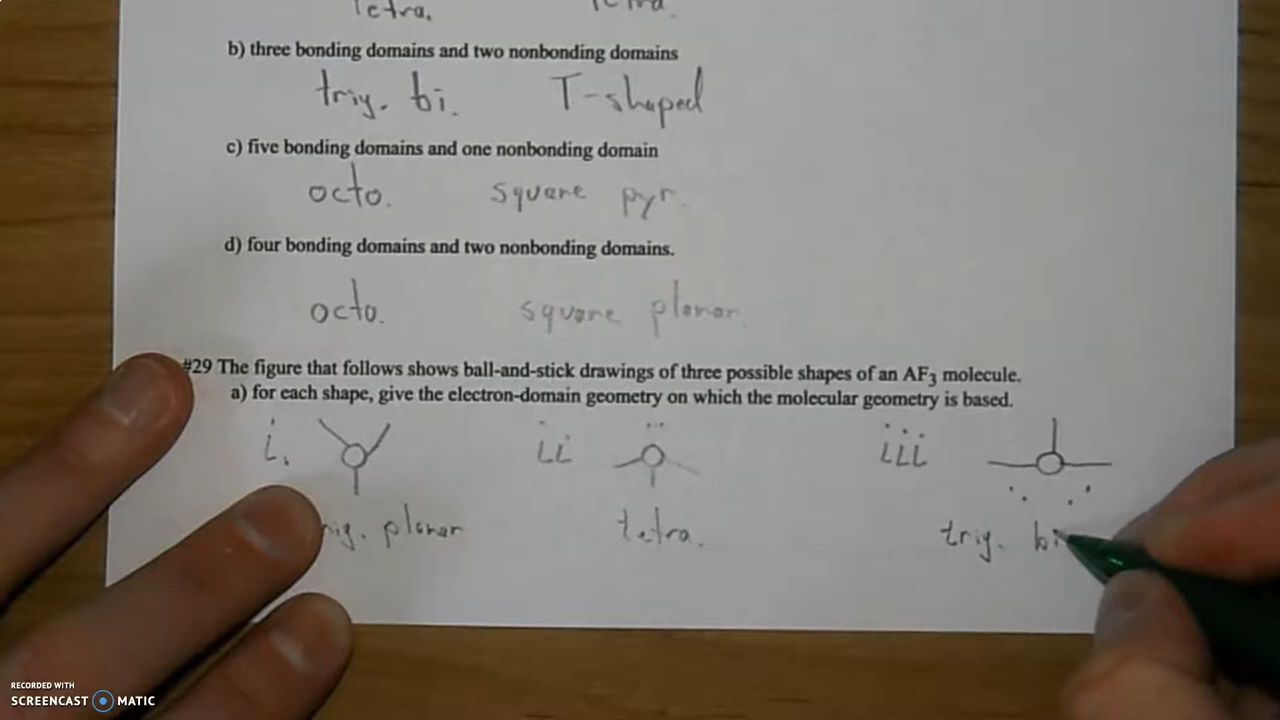 Tetra.
b) three bonding domains and two nonbonding domains
trig. bi. T-shaped
c) five bonding domains and one nonbonding domain
octo. square pyr.
d) four bonding domains and two nonbonding domains.
octo. square planar
#29 The figure that follows shows ball-and-stick drawings of three possible shapes of an AF₃ molecule.
a) for each shape, give the electron-domain geometry on which the molecular geometry is based.
i. ii iii
planar tetra. trig. bi
RECORDED WITH
SCREENCAST MATIC